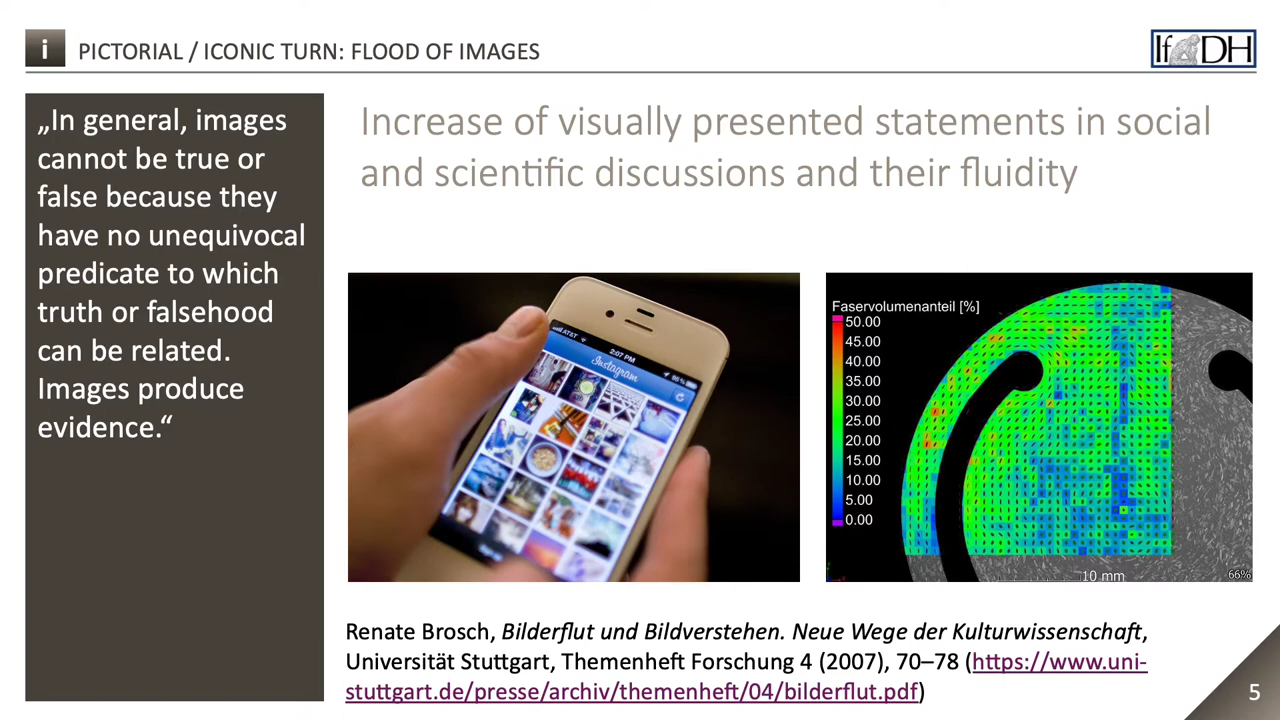 i
PICTORIAL / ICONIC TURN: FLOOD OF IMAGES
IfDH
„In general, images
cannot be true or
false because they
have no unequivocal
predicate to which
truth or falsehood
can be related.
Images produce
evidence.“
Increase of visually presented statements in social
and scientific discussions and their fluidity
AT&T
2:07 PM
Instagram
Faservolumenanteil [%]
50.00
45.00
40.00
35.00
30.00
25.00
20.00
15.00
10.00
5.00
0.00
10 mm
66%
Renate Brosch, Bilderflut und Bildverstehen. Neue Wege der Kulturwissenschaft,
Universität Stuttgart, Themenheft Forschung 4 (2007), 70–78 (https://www.uni-
stuttgart.de/presse/archiv/themenheft/04/bilderflut.pdf)
5